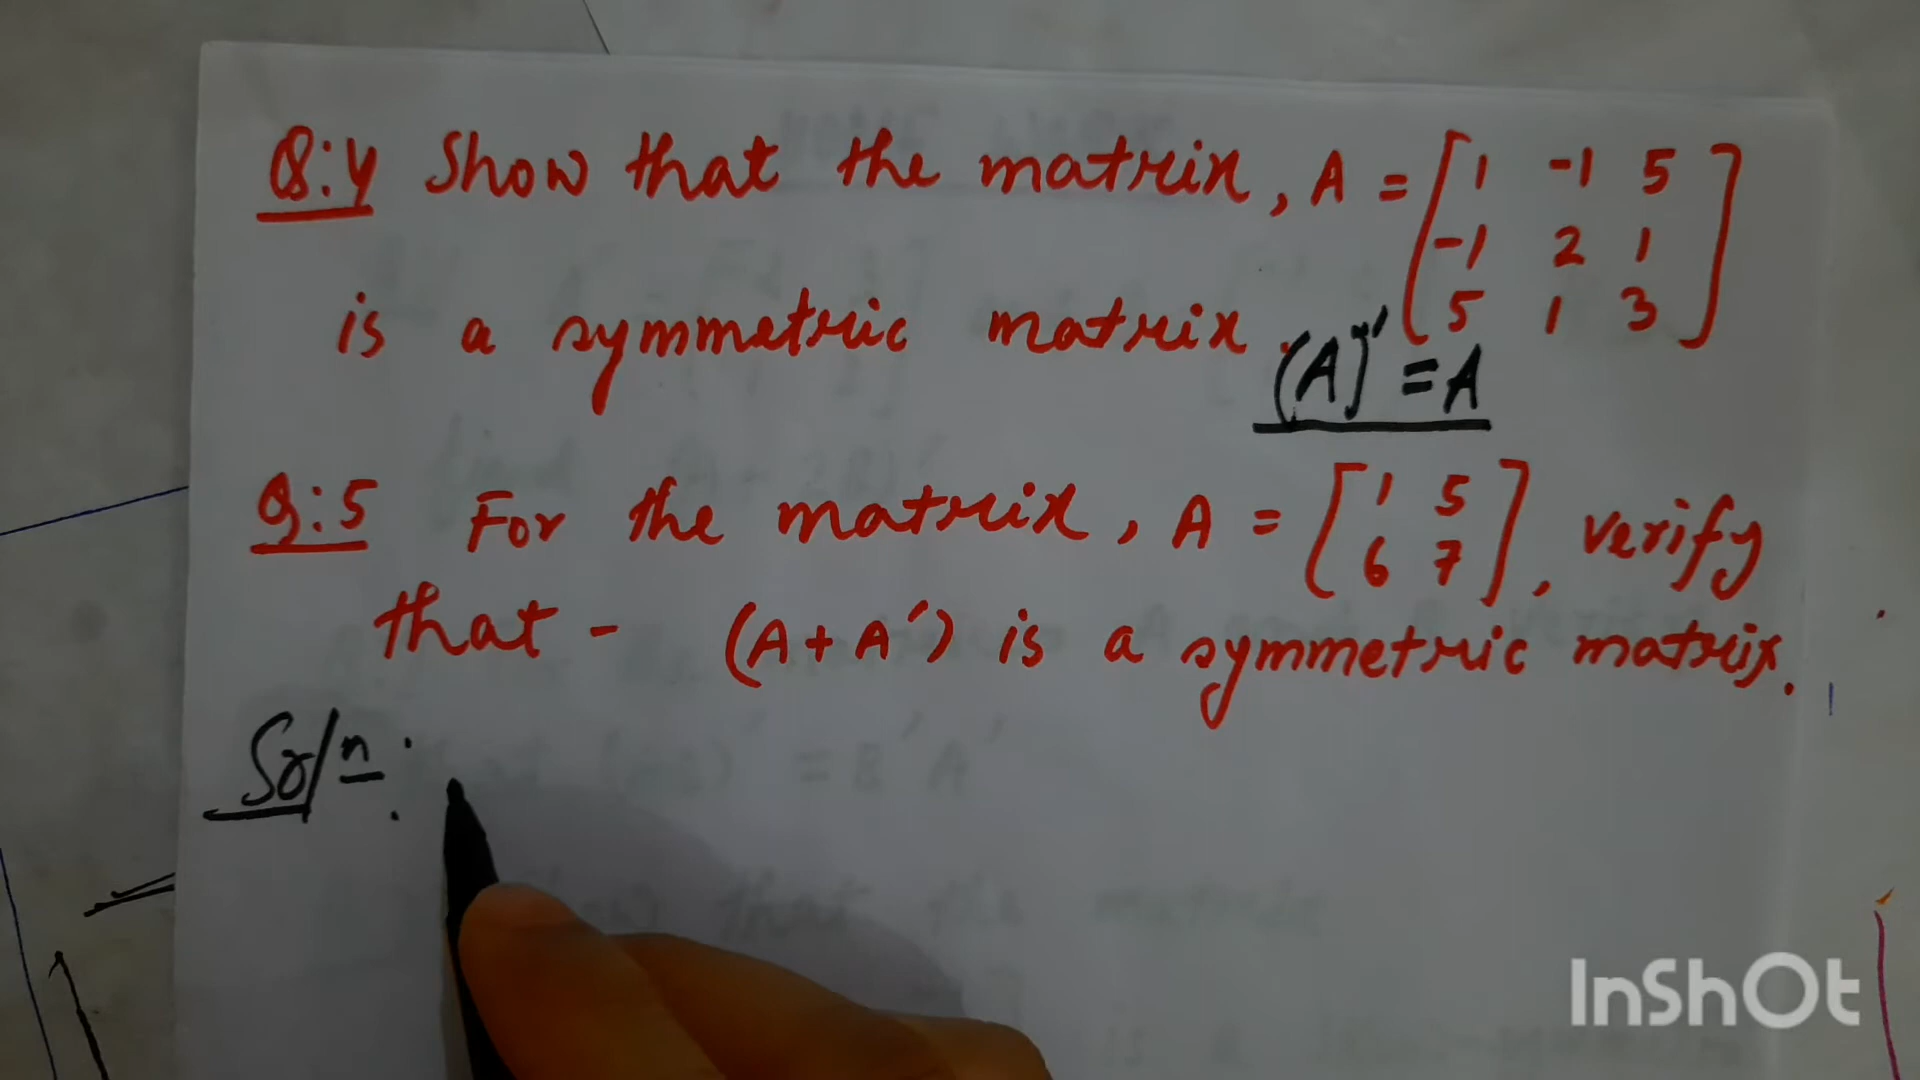 Q:4 Show that the matrix, A = [1 -1 5
-1 2 1
5 1 3]
is a symmetric matrix.
(A)' = A
Q:5 For the matrix, A = [1 5
6 7], verify
that - (A + A') is a symmetric matrix.
Soln:
InShOt